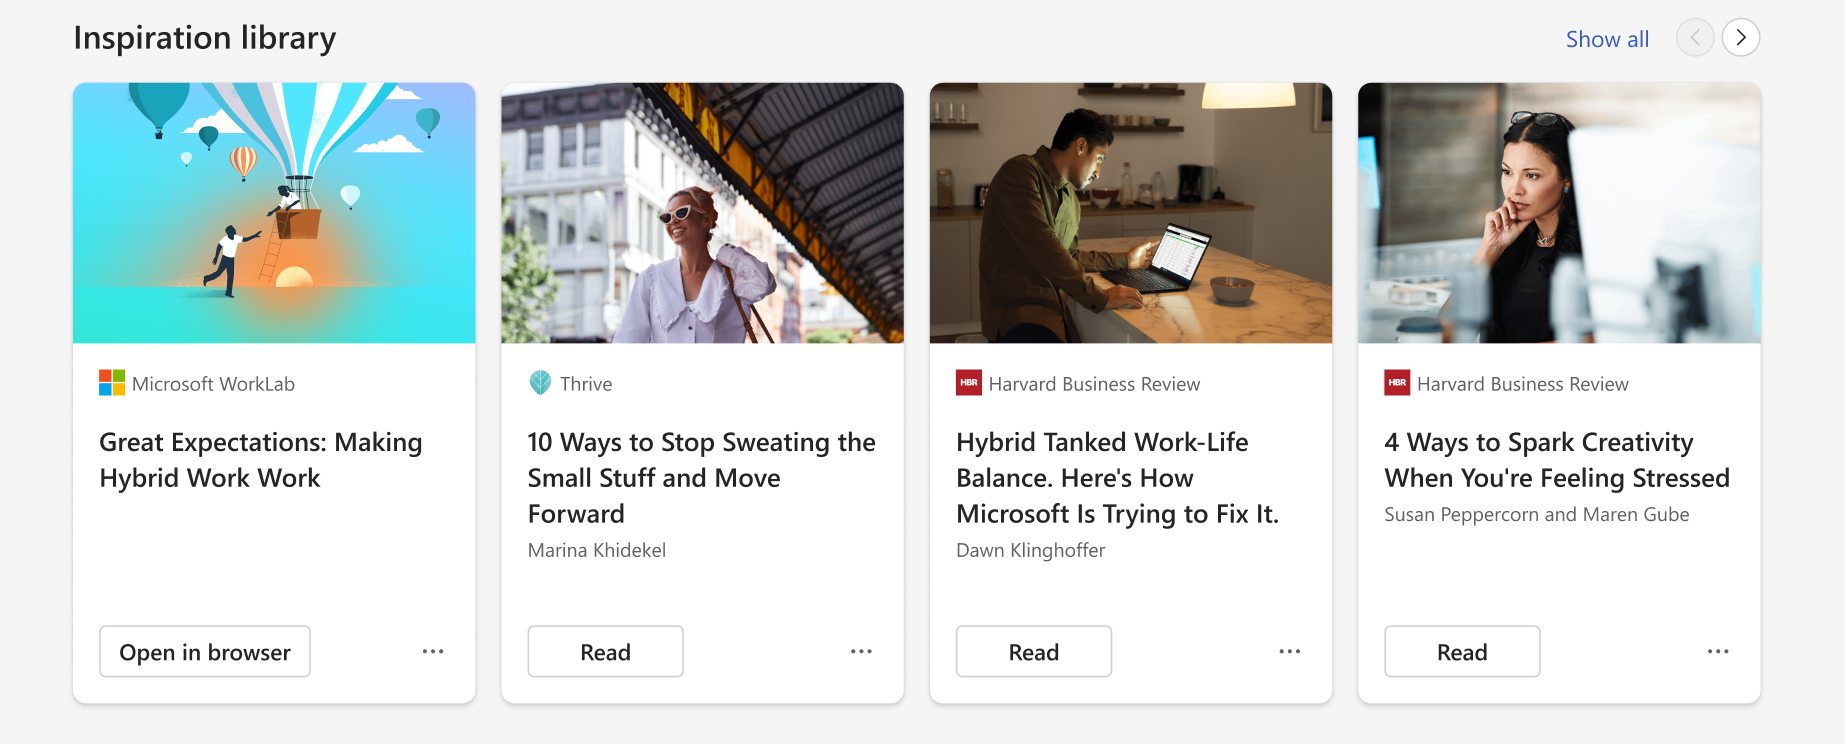 Inspiration library
Show all
Microsoft WorkLab
Great Expectations: Making
Hybrid Work Work
Open in browser
Thrive
10 Ways to Stop Sweating the
Small Stuff and Move
Forward
Marina Khidekel
Read
HBR Harvard Business Review
Hybrid Tanked Work-Life
Balance. Here's How
Microsoft Is Trying to Fix It.
Dawn Klinghoffer
Read
HBR Harvard Business Review
4 Ways to Spark Creativity
When You're Feeling Stressed
Susan Peppercorn and Maren Gube
Read